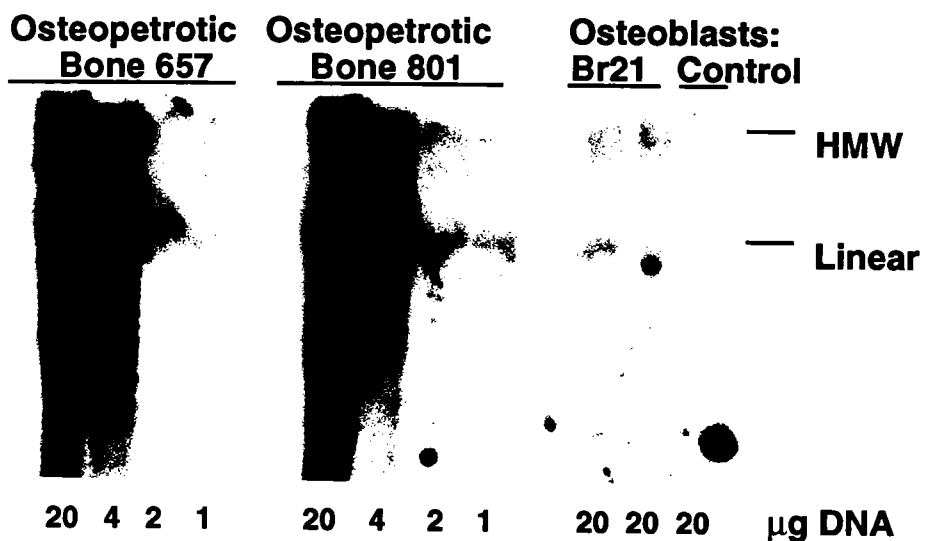 Osteopetrotic Bone 657
Osteopetrotic Bone 801
Osteoblasts:
Br21 Control
HMW
Linear
20 4 2 1 20 4 2 1 20 20 20 µg DNA